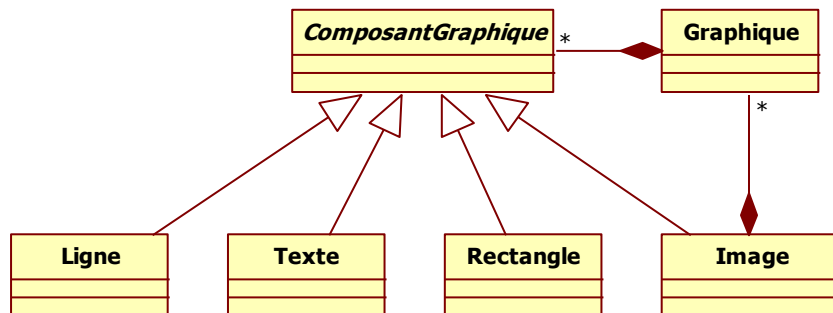 ComposantGraphique
*
Graphique
*
Ligne
Texte
Rectangle
Image